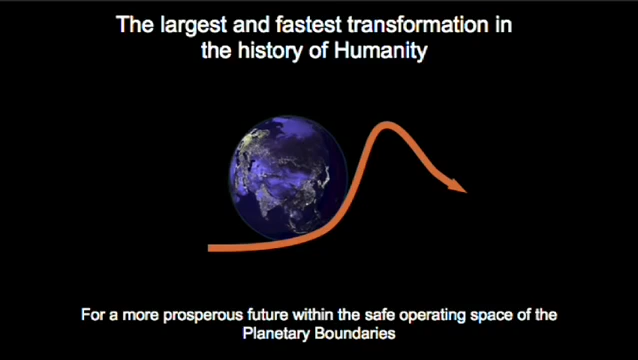 The largest and fastest transformation in
the history of Humanity
For a more prosperous future within the safe operating space of the
Planetary Boundaries